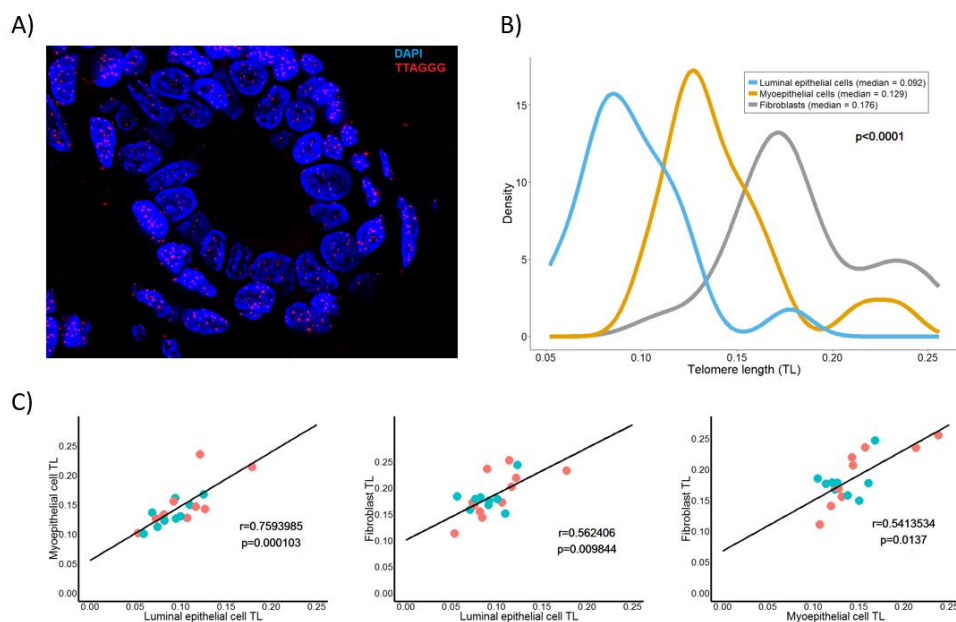 A)
DAPI
TTAGGG
B)
Luminal epithelial cells (median = 0.092)
Myoepithelial cells (median = 0.129)
Fibroblasts (median = 0.176)
p<0.0001
15
10
5
0
Density
0.05 0.10 0.15 0.20 0.25
Telomere length (TL)
C)
Myoepithelial cell TL
0.25
0.20
0.15
0.10
0.05
0.00
r=0.7593985
p=0.000103
0.00 0.05 0.10 0.15 0.20 0.25
Luminal epithelial cell TL
Fibroblast TL
0.25
0.20
0.15
0.10
0.05
0.00
r=0.562406
p=0.009844
0.00 0.05 0.10 0.15 0.20 0.25
Luminal epithelial cell TL
Fibroblast TL
0.25
0.20
0.15
0.10
0.05
0.00
r=0.5413534
p=0.0137
0.00 0.05 0.10 0.15 0.20 0.25
Myoepithelial cell TL